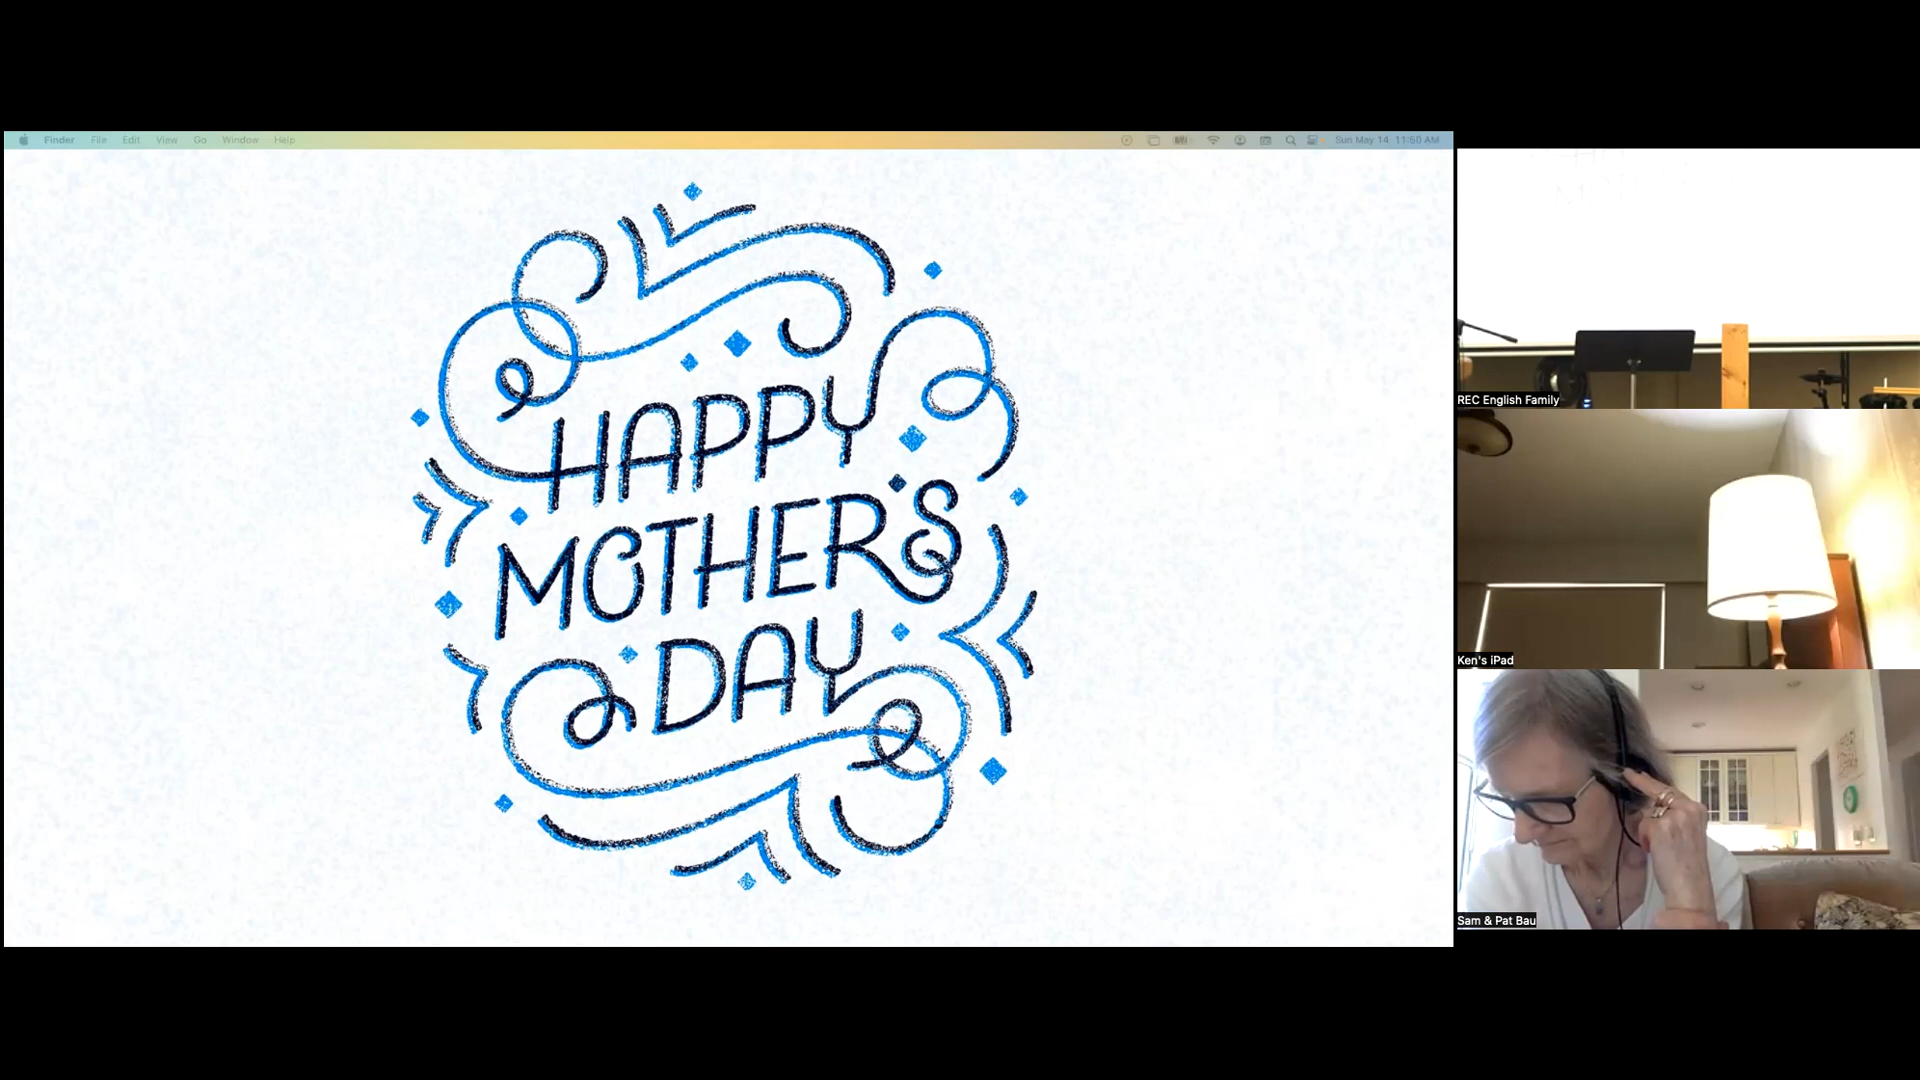 Finder File Edit View Go Window Help
Sun May 14 11:50 AM
HAPPY
MOTHER'S
DAY
REC English Family
Ken's iPad
Sam & Pat Bau